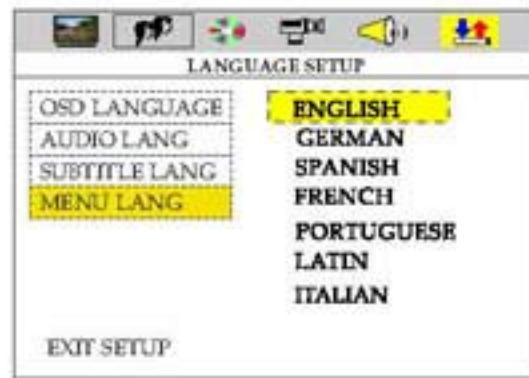 LANGUAGE SETUP
OSD LANGUAGE
AUDIO LANG
SUBTITLE LANG
MENU LANG
ENGLISH
GERMAN
SPANISH
FRENCH
PORTUGUESE
LATIN
ITALIAN
EXIT SETUP